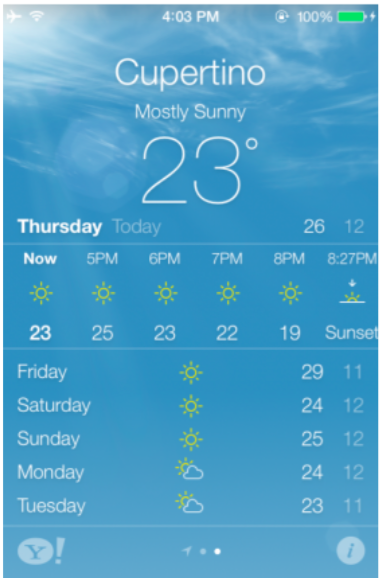 4:03 PM 100%
Cupertino
Mostly Sunny
23°
Thursday Today 26 12
Now 5PM 6PM 7PM 8PM 8:27PM
23 25 23 22 19 Sunset
Friday 29 11
Saturday 24 12
Sunday 25 12
Monday 24 12
Tuesday 23 11
Y! i